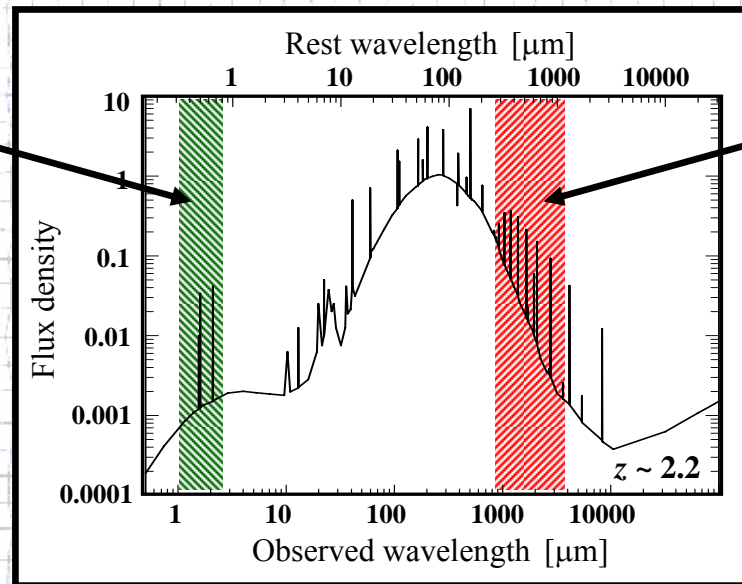 Rest wavelength [μm]
1 10 100 1000 10000
10
1
0.1
0.01
0.001
0.0001
Flux density
z ~ 2.2
1 10 100 1000 10000
Observed wavelength [μm]